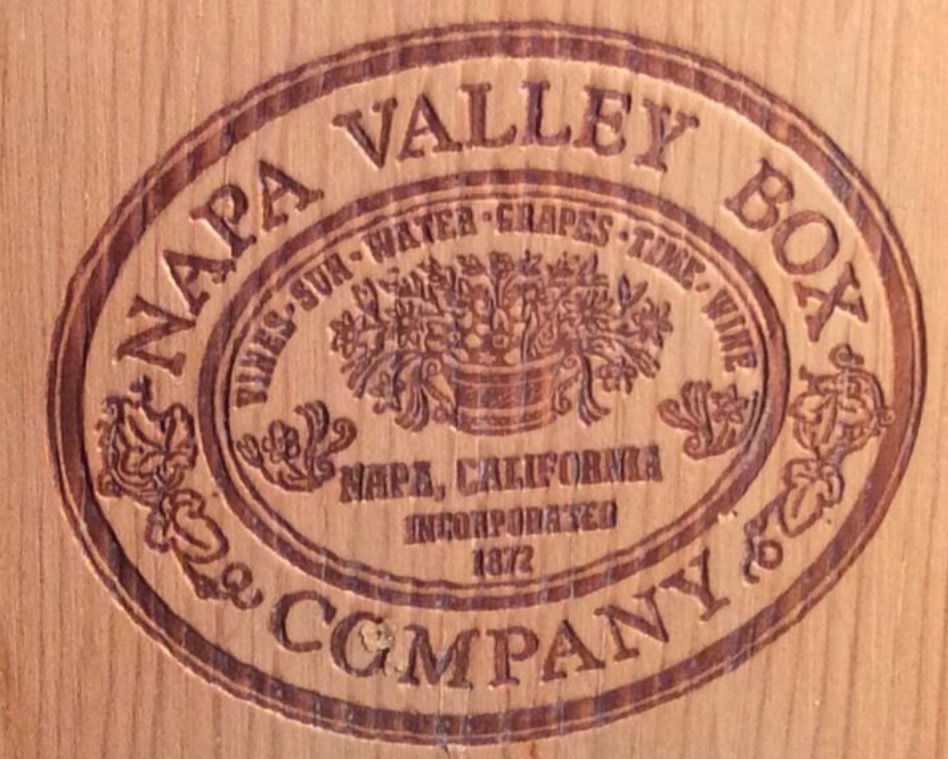 NAPA VALLEY BOX
COMPANY
VINES · SUN · WATER · GRAPES · TIME · WINE
NAPA, CALIFORNIA
INCORPORATED
1872